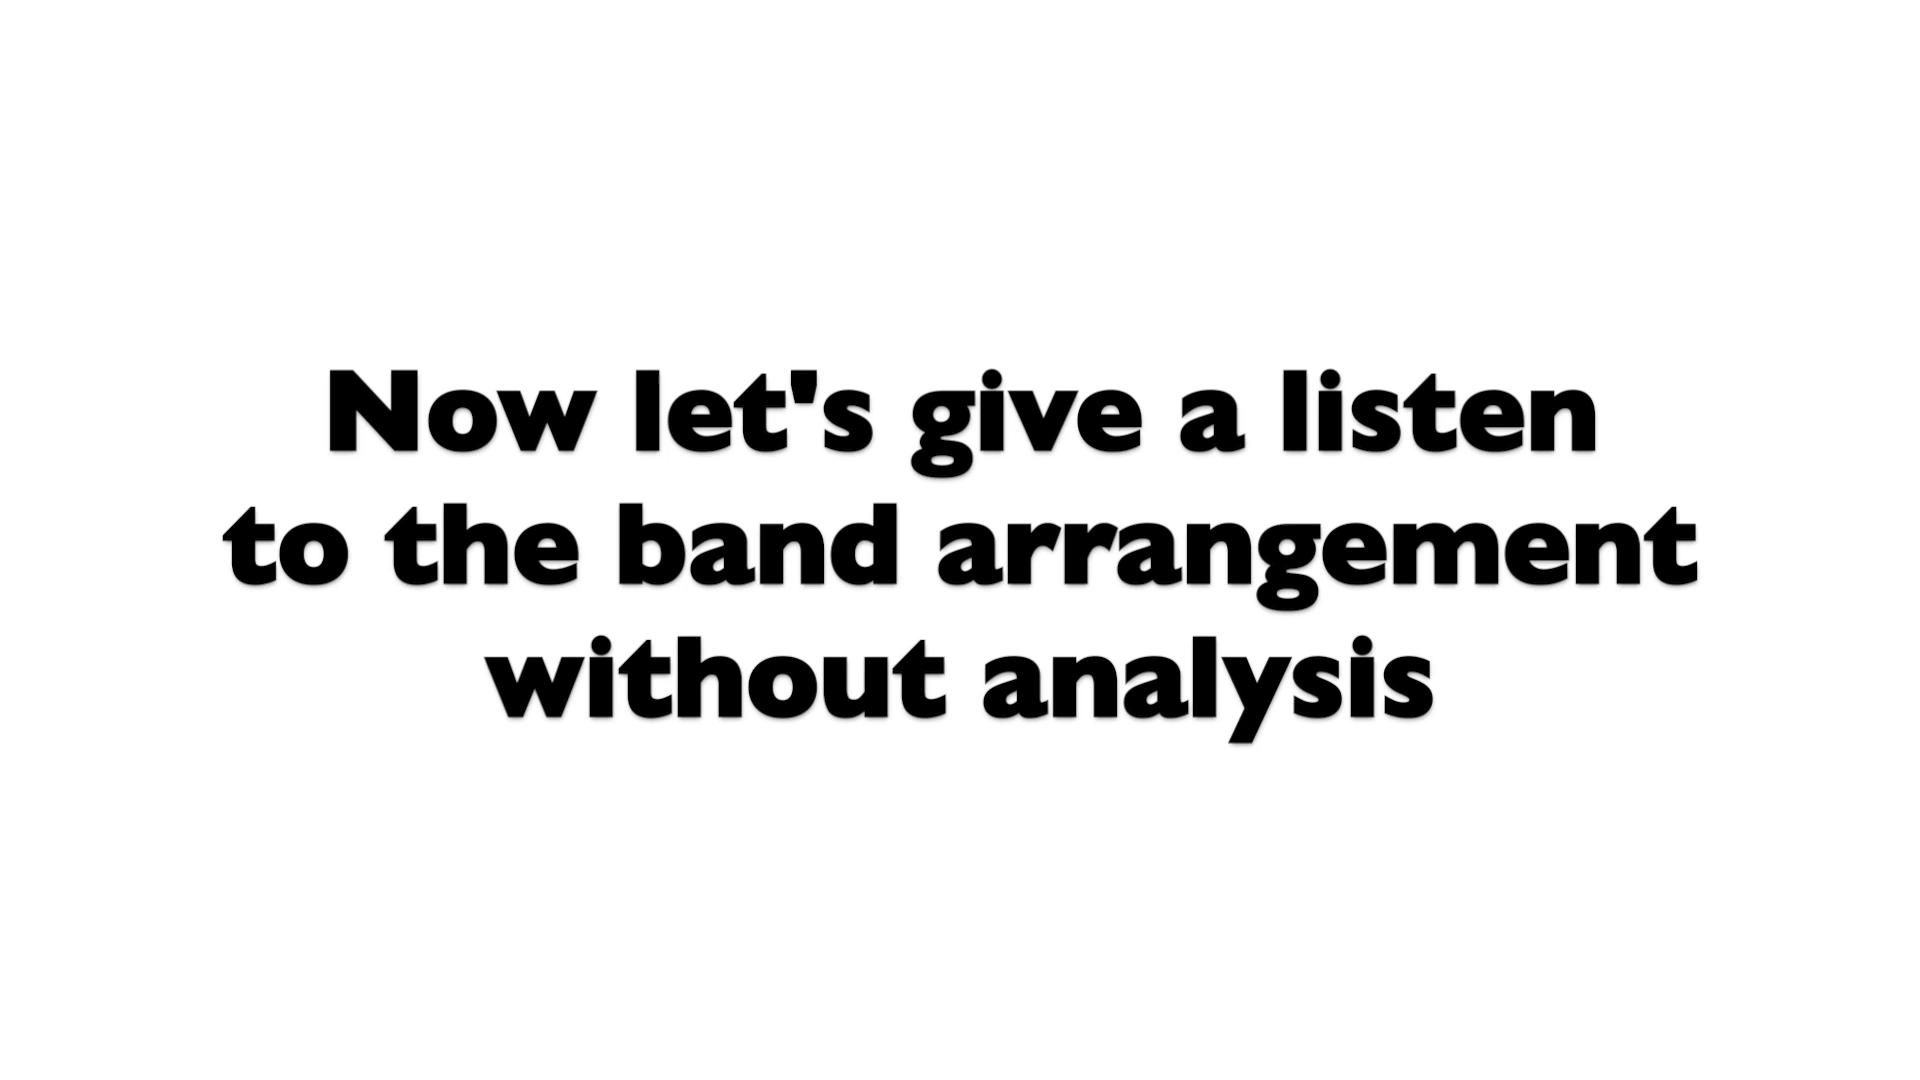 Now let's give a listen
to the band arrangement
without analysis